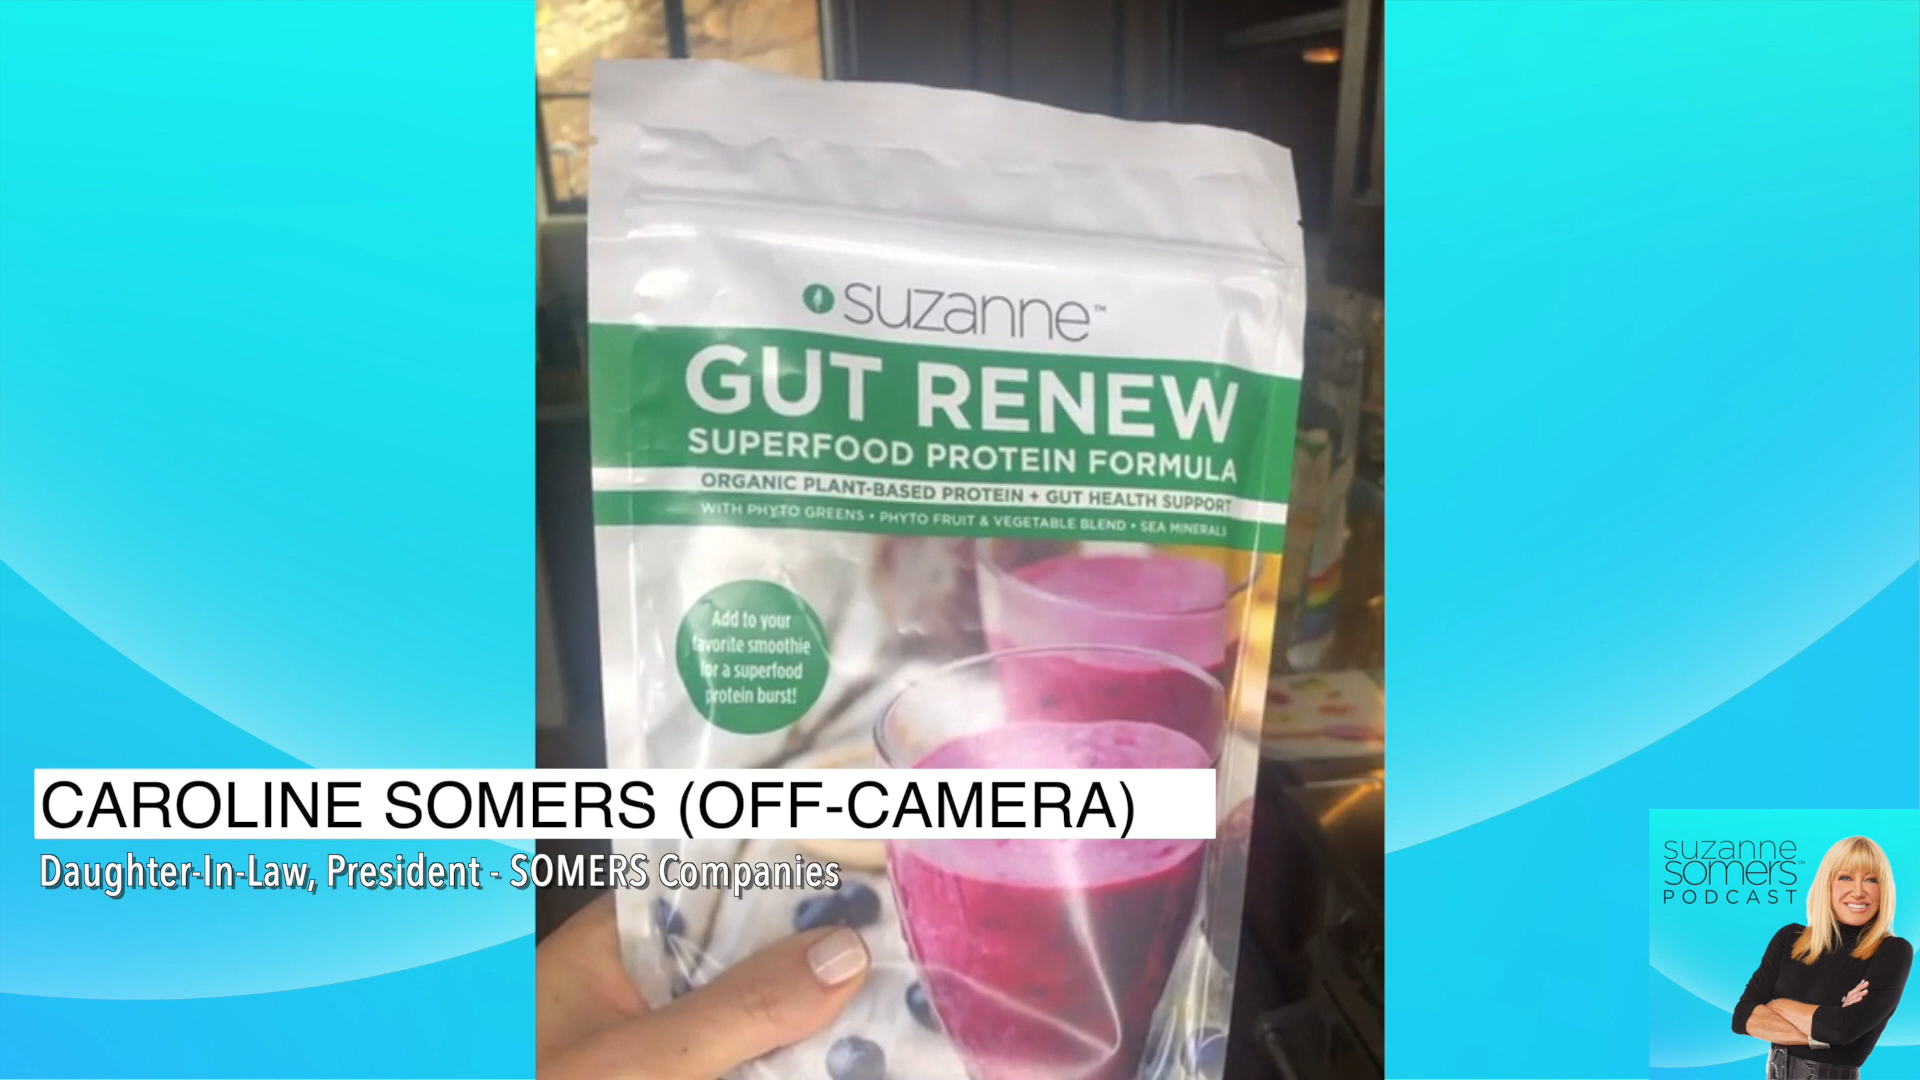 suzanne™
GUT RENEW
SUPERFOOD PROTEIN FORMULA
ORGANIC PLANT-BASED PROTEIN + GUT HEALTH SUPPORT
WITH PHYTO GREENS • PHYTO FRUIT & VEGETABLE BLEND • SEA MINERALS
Add to your
favorite smoothie
for a superfood
protein burst!
CAROLINE SOMERS (OFF-CAMERA)
Daughter-In-Law, President - SOMERS Companies
suzanne
somers™
PODCAST